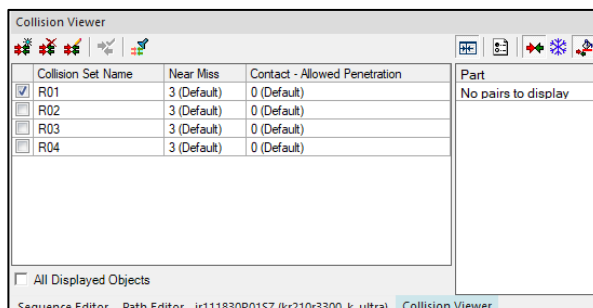 Collision Viewer
Collision Set Name Near Miss Contact - Allowed Penetration Part
R01 3 (Default) 0 (Default) No pairs to display
R02 3 (Default) 0 (Default)
R03 3 (Default) 0 (Default)
R04 3 (Default) 0 (Default)
All Displayed Objects
Sequence Editor Path Editor - ir111830R01SZ (kr210r3300_k_ultra) Collision Viewer